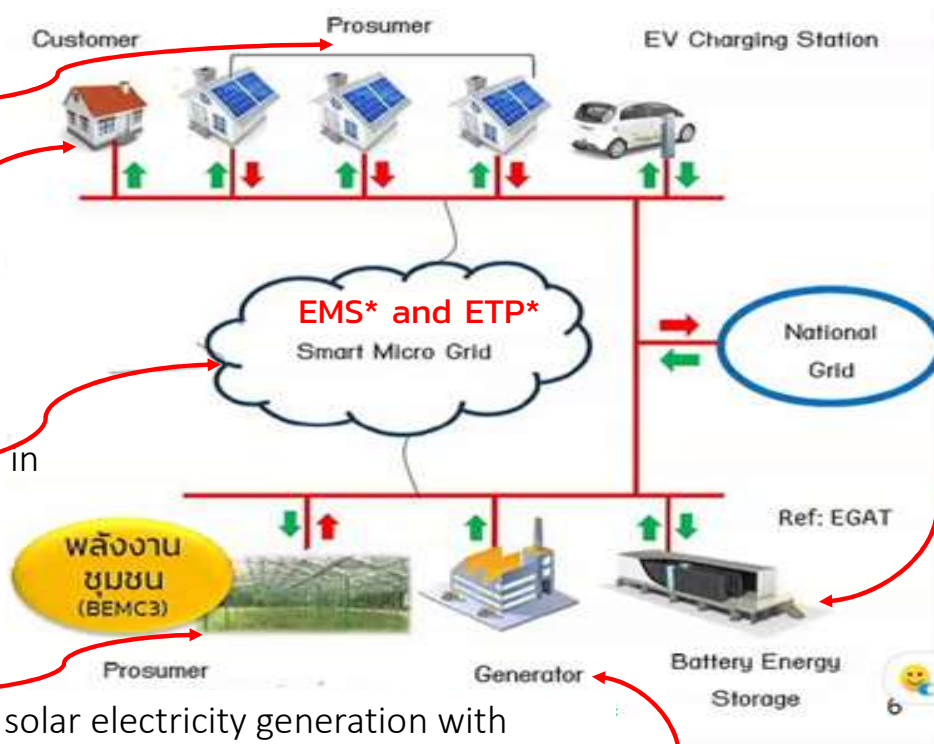 Customer
Prosumer
EV Charging Station
EMS* and ETP*
Smart Micro Grid
National
Grid
in
Ref: EGAT
พลังงาน
ชุมชน
(BEMC3)
Prosumer
Generator
Battery Energy
Storage
6
solar electricity generation with